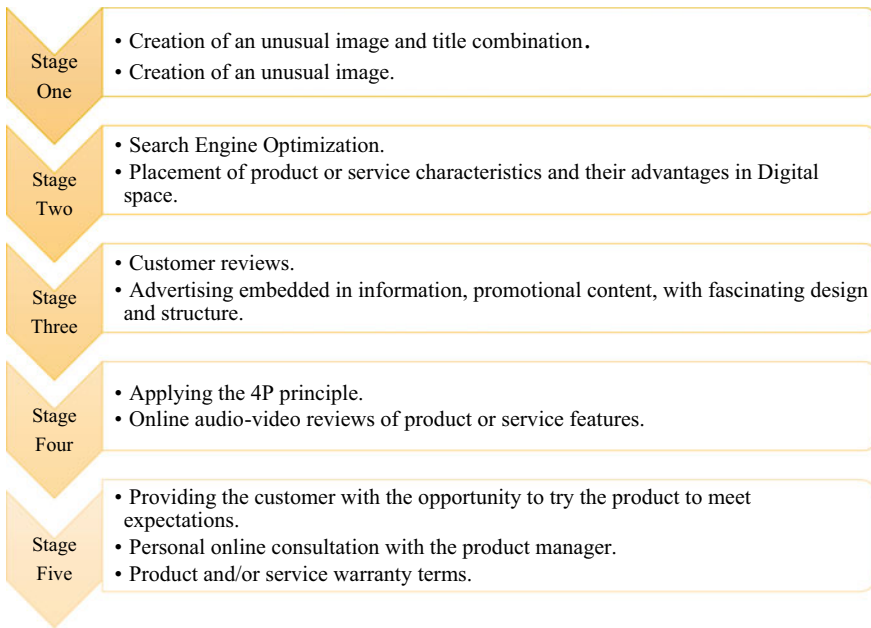 Stage
One
• Creation of an unusual image and title combination.
• Creation of an unusual image.
Stage
Two
• Search Engine Optimization.
• Placement of product or service characteristics and their advantages in Digital
space.
Stage
Three
• Customer reviews.
• Advertising embedded in information, promotional content, with fascinating design
and structure.
Stage
Four
• Applying the 4P principle.
• Online audio-video reviews of product or service features.
Stage
Five
• Providing the customer with the opportunity to try the product to meet
expectations.
• Personal online consultation with the product manager.
• Product and/or service warranty terms.